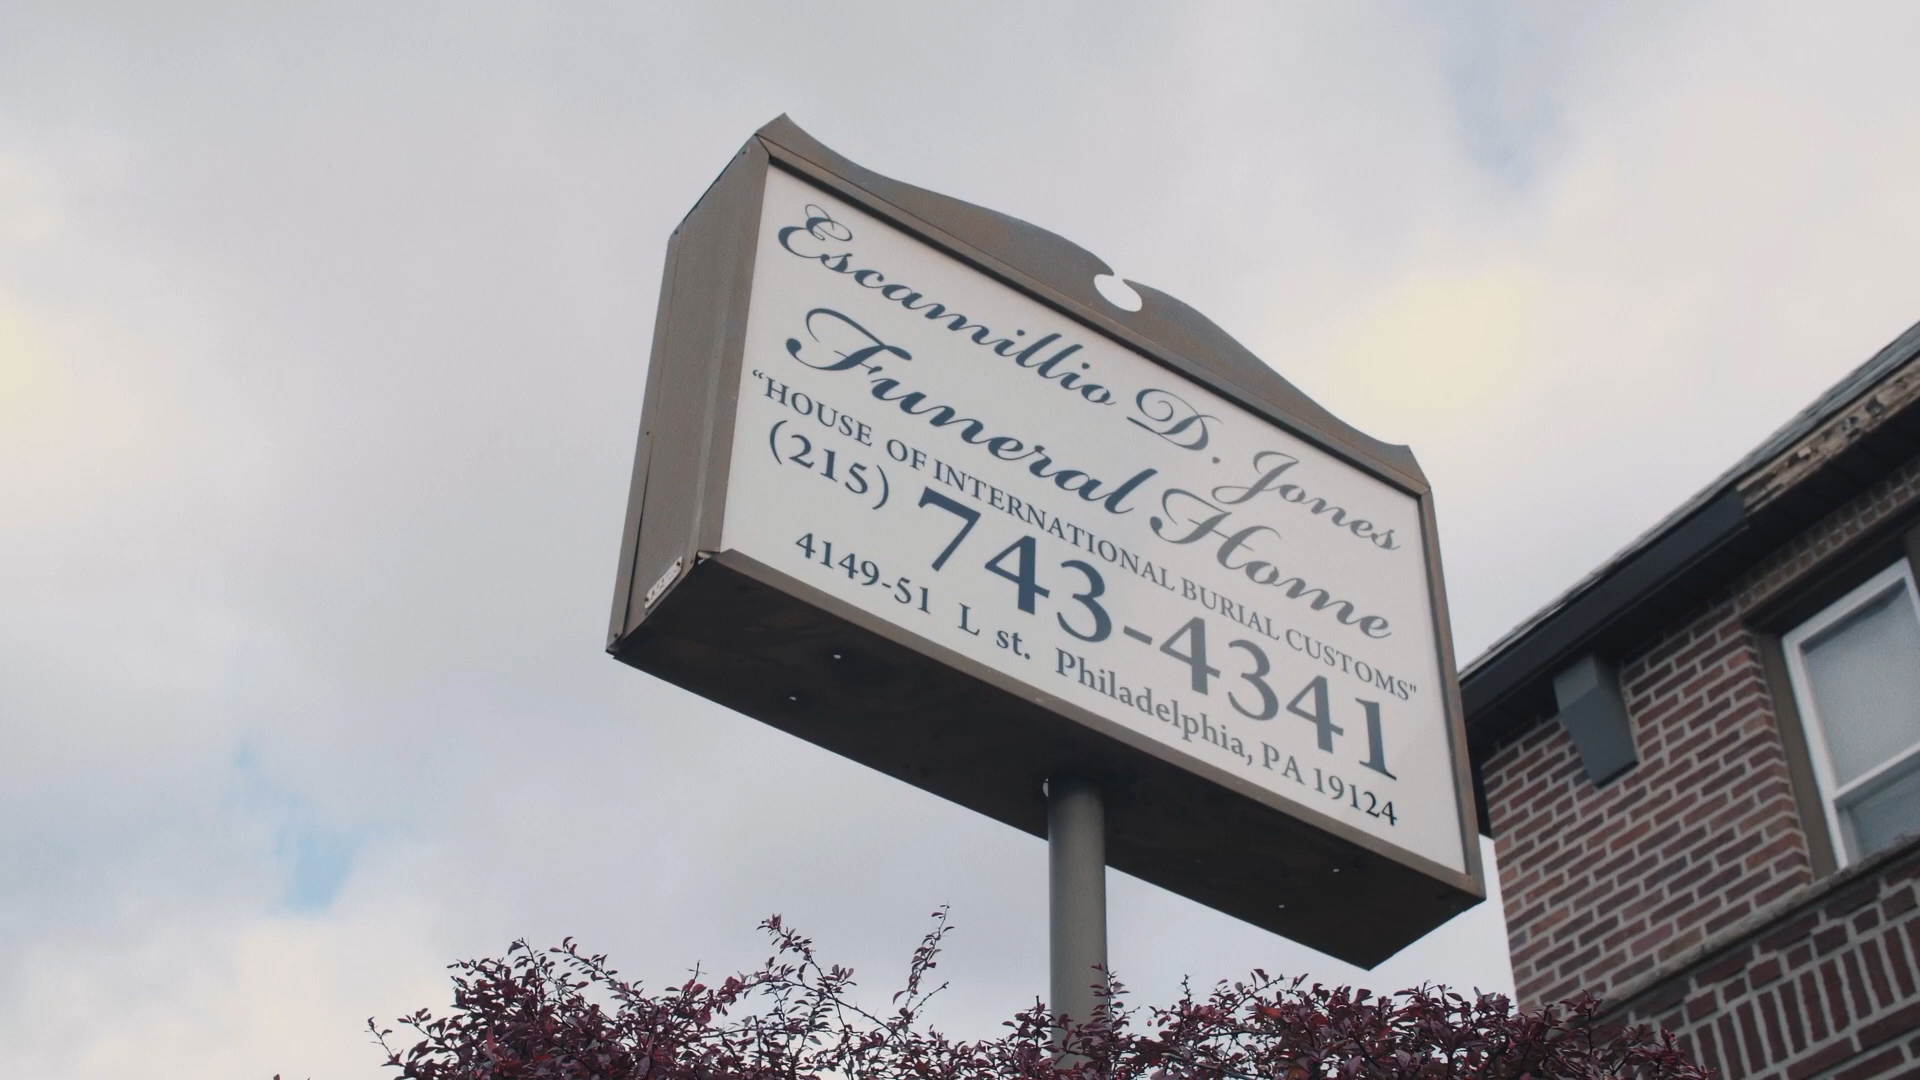 Escamillio D. Jones
Funeral Home
“HOUSE OF INTERNATIONAL BURIAL CUSTOMS"
(215) 743-4341
4149-51 L st. Philadelphia, PA 19124